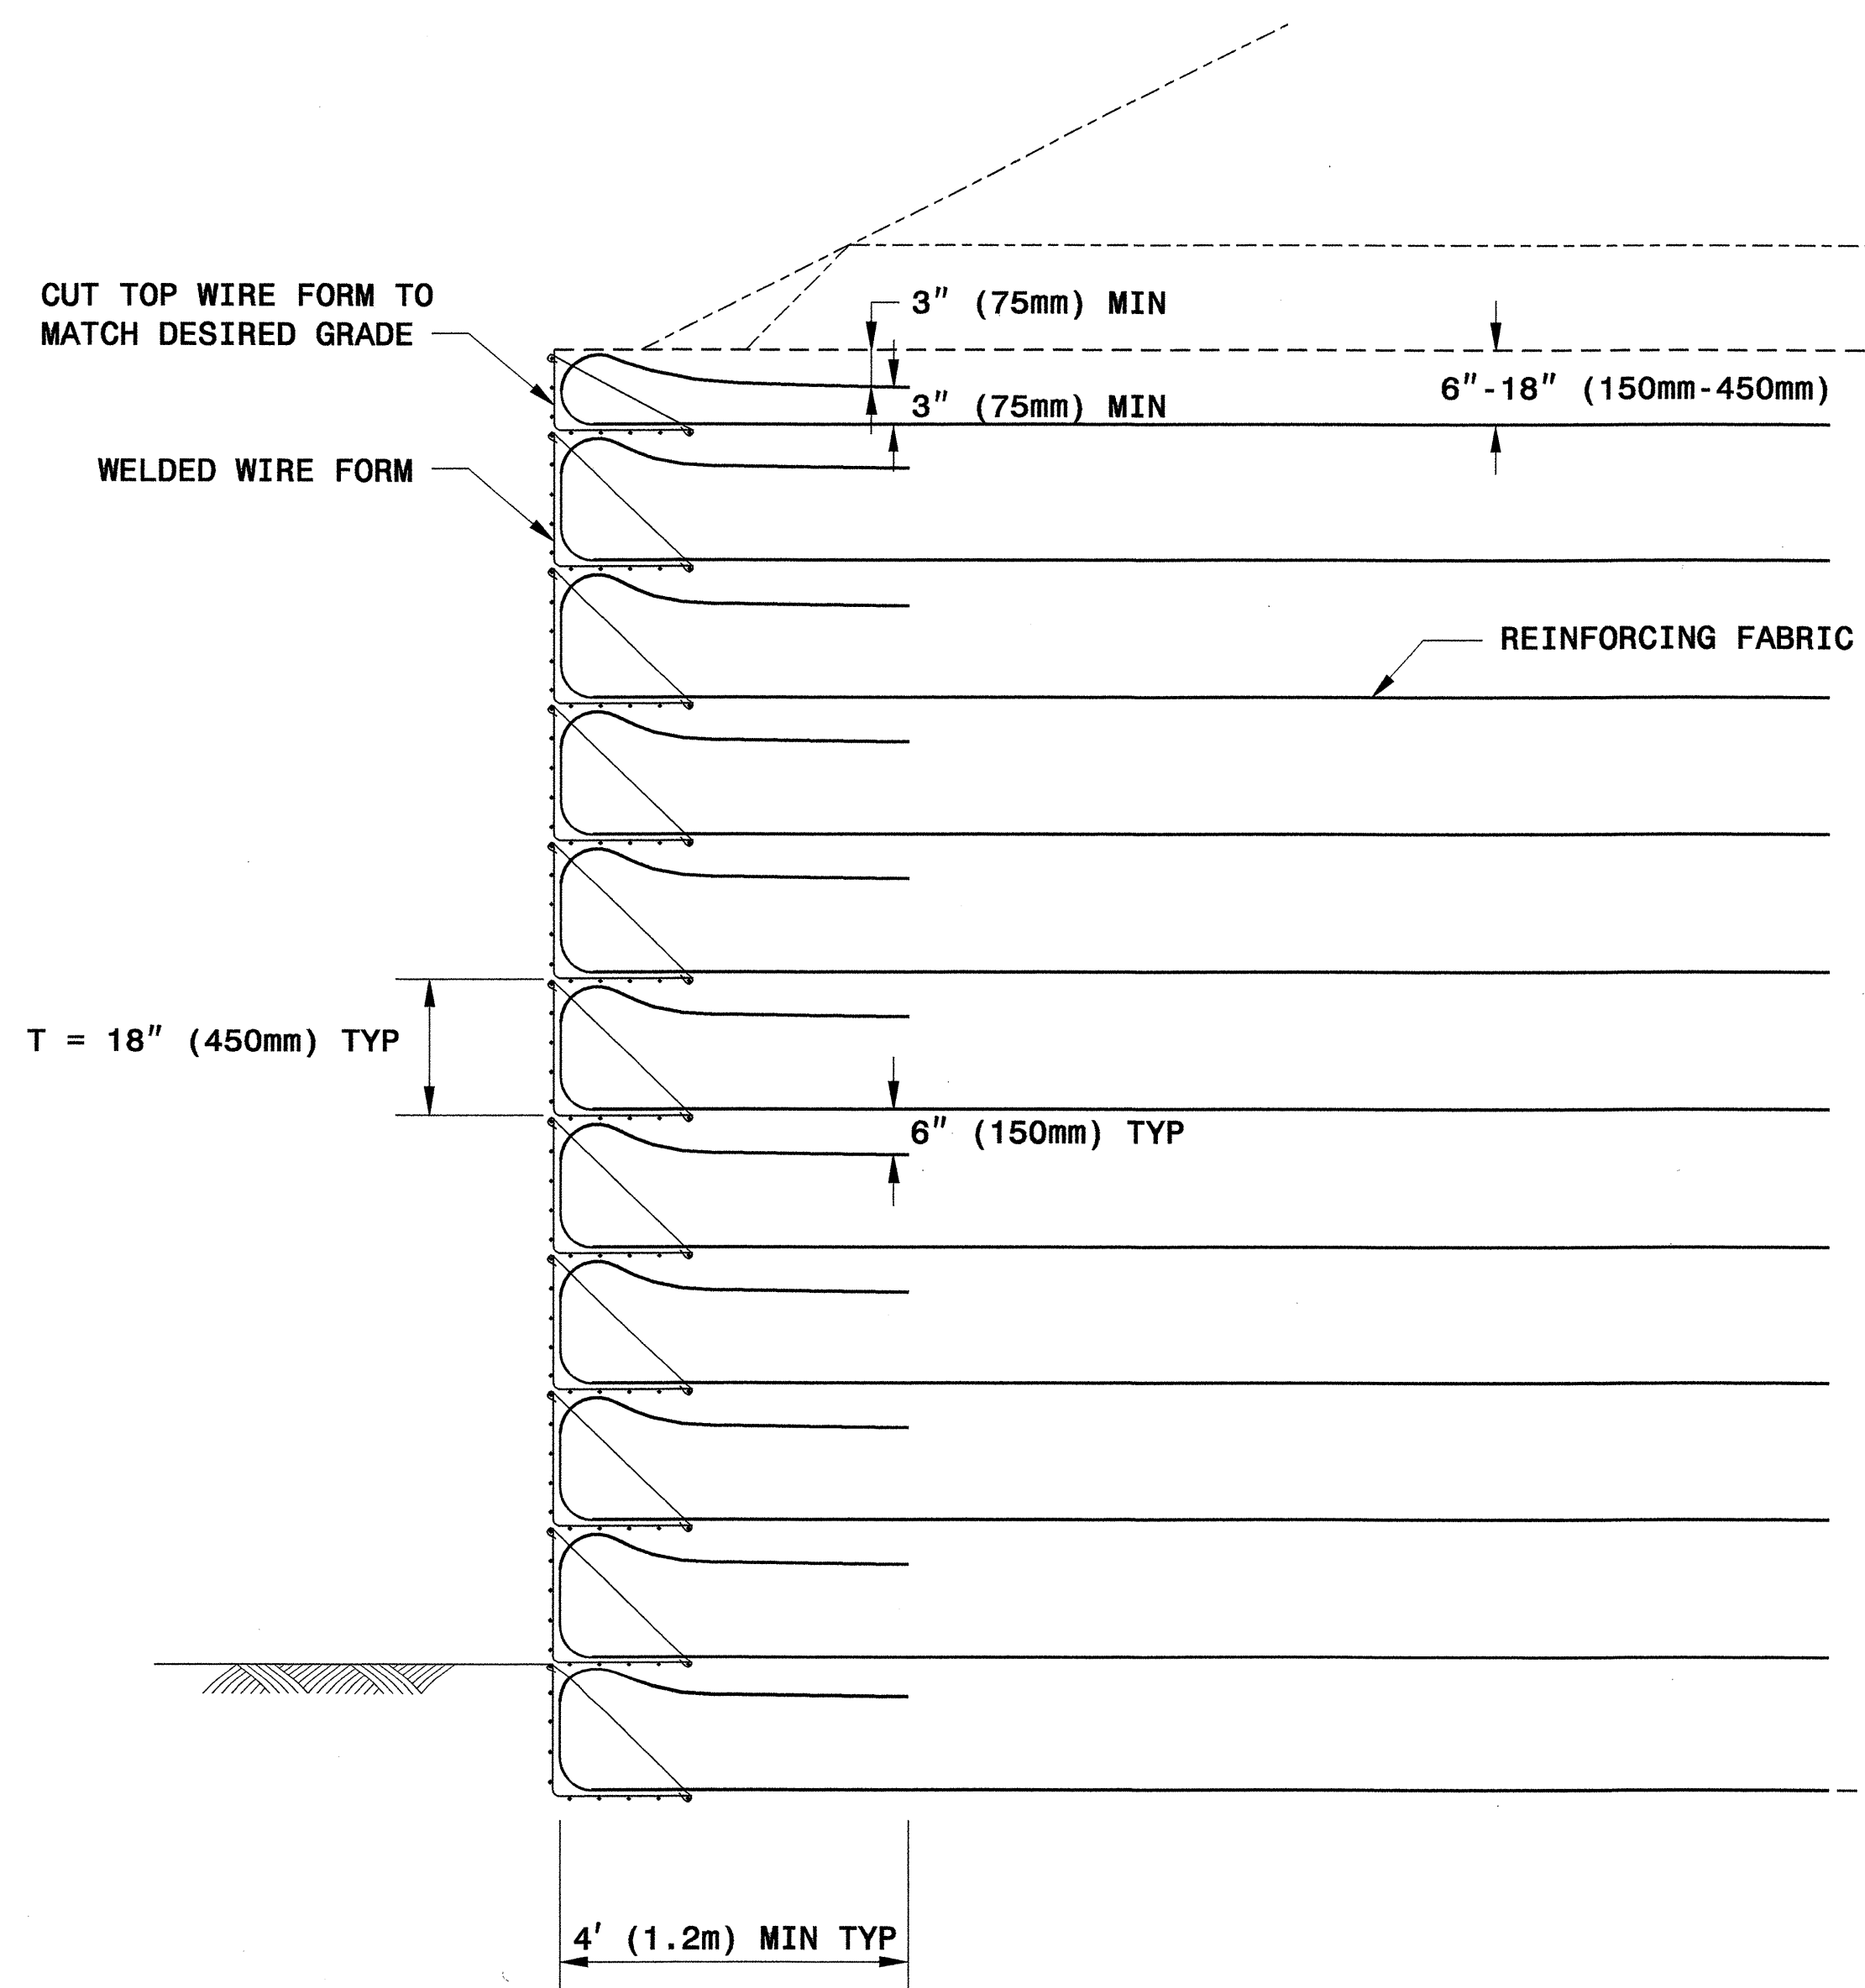 CUT TOP WIRE FORM TO
MATCH DESIRED GRADE
3" (75mm) MIN
3" (75mm) MIN
6"-18" (150mm-450mm)
WELDED WIRE FORM
REINFORCING FABRIC
T = 18" (450mm) TYP
6" (150mm) TYP
4' (1.2m) MIN TYP